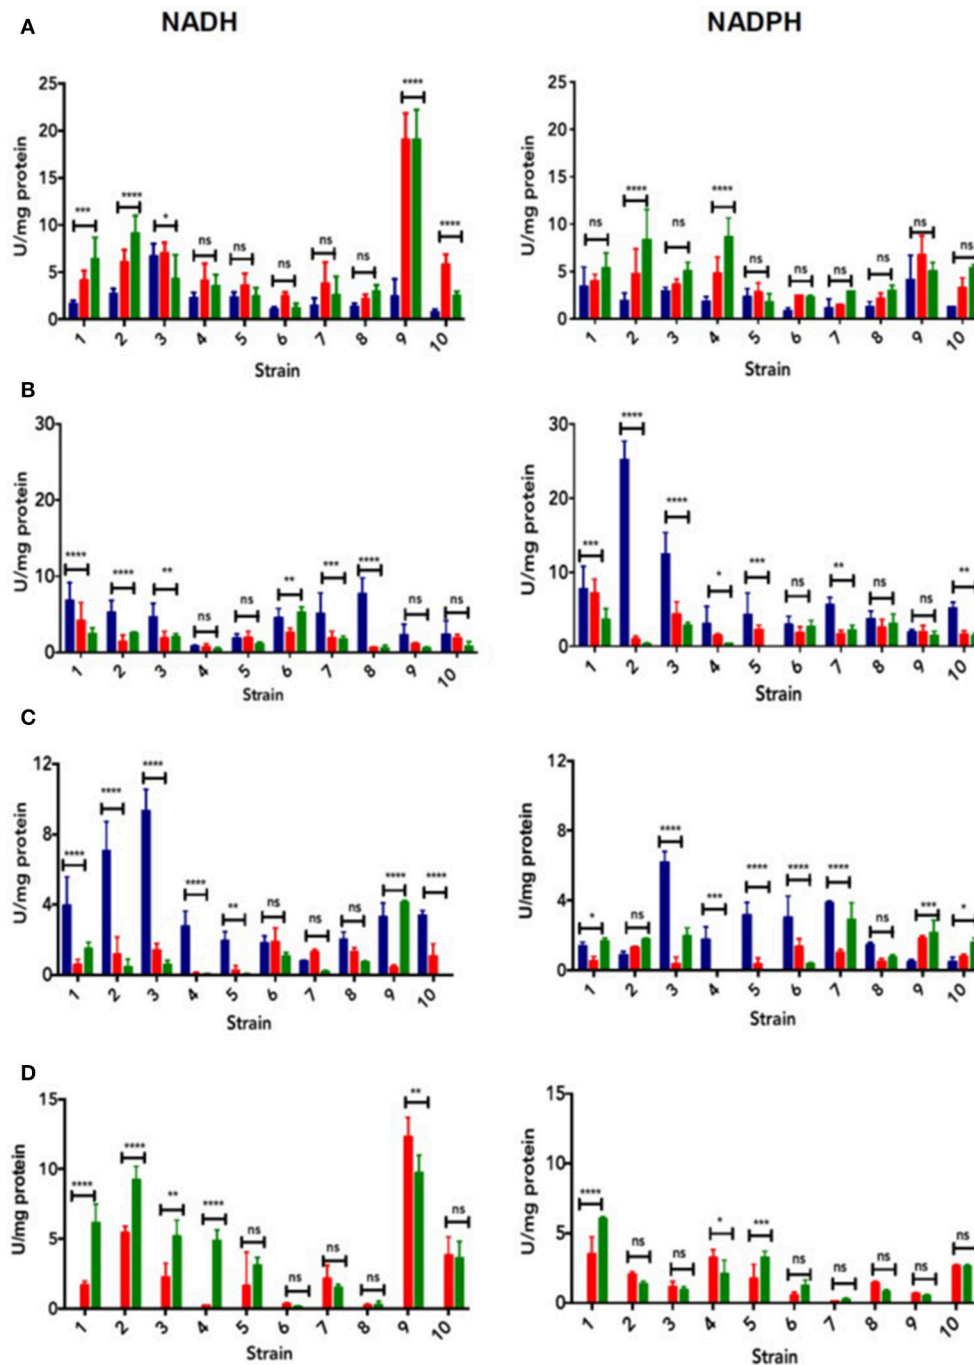 A NADH NADPH
25
20
15
10
5
0
U/mg protein
*** **** * ns ns ns ns ns **** ****
1 2 3 4 5 6 7 8 9 10
Strain
25
20
15
10
5
0
U/mg protein
ns **** ns **** ns ns ns ns ns ns
1 2 3 4 5 6 7 8 9 10
Strain
B
30
20
10
0
U/mg protein
**** **** ** ns ns ** *** **** ns ns
1 2 3 4 5 6 7 8 9 10
Strain
30
20
10
0
U/mg protein
*** **** **** * *** ns ** ns ns **
1 2 3 4 5 6 7 8 9 10
Strain
C
12
8
4
0
U/mg protein
**** **** **** **** ** ns ns ns **** ****
1 2 3 4 5 6 7 8 9 10
Strain
12
8
4
0
U/mg protein
* ns **** *** **** **** **** ns *** *
1 2 3 4 5 6 7 8 9 10
Strain
D
15
10
5
0
U/mg protein
**** **** ** **** ns ns ns ns ** ns
1 2 3 4 5 6 7 8 9 10
Strain
15
10
5
0
U/mg protein
**** ns ns * *** ns ns ns ns ns
1 2 3 4 5 6 7 8 9 10
Strain